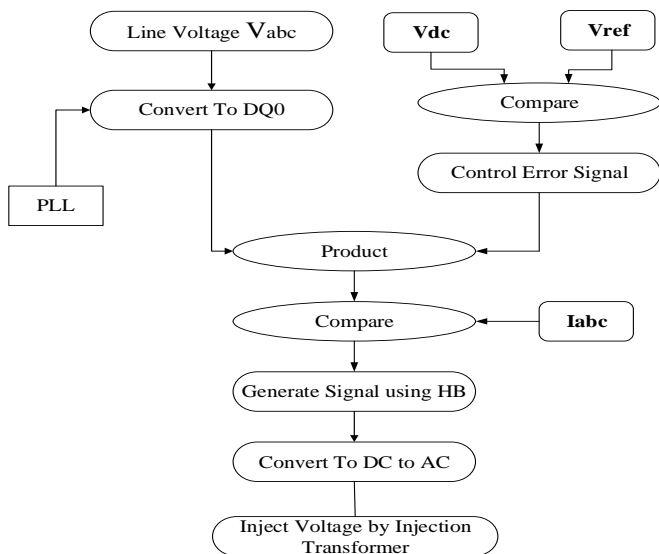 Line Voltage Vabc
Vdc
Vref
Convert To DQ0
Compare
Control Error Signal
PLL
Product
Compare
Iabc
Generate Signal using HB
Convert To DC to AC
Inject Voltage by Injection
Transformer